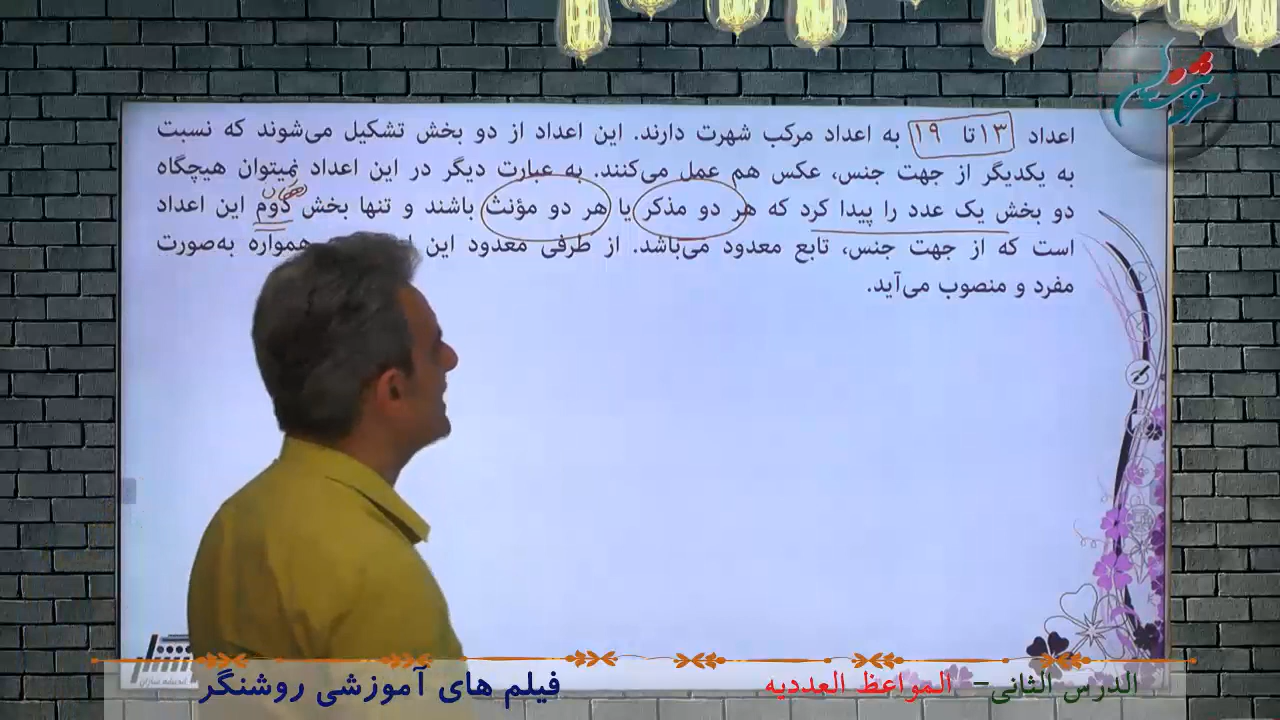 اعداد ۱۳ تا ۱۹ به اعداد مرکب شهرت دارند. این اعداد از دو بخش تشکیل می‌شوند که نسبت
به یکدیگر از جهت جنس، عکس هم عمل می‌کنند. به عبارت دیگر در این اعداد نمیتوان هیچگاه
دو بخش یک عدد را پیدا کرد که هر دو مذکر یا هر دو مؤنث باشند و تنها بخش دوم این اعداد
است که از جهت جنس، تابع معدود می‌باشد. از طرفی معدود این همواره به‌صورت
مفرد و منصوب می‌آید.
الدرس الثانی- المواعظ العددیه
فیلم های آموزشی روشنگر